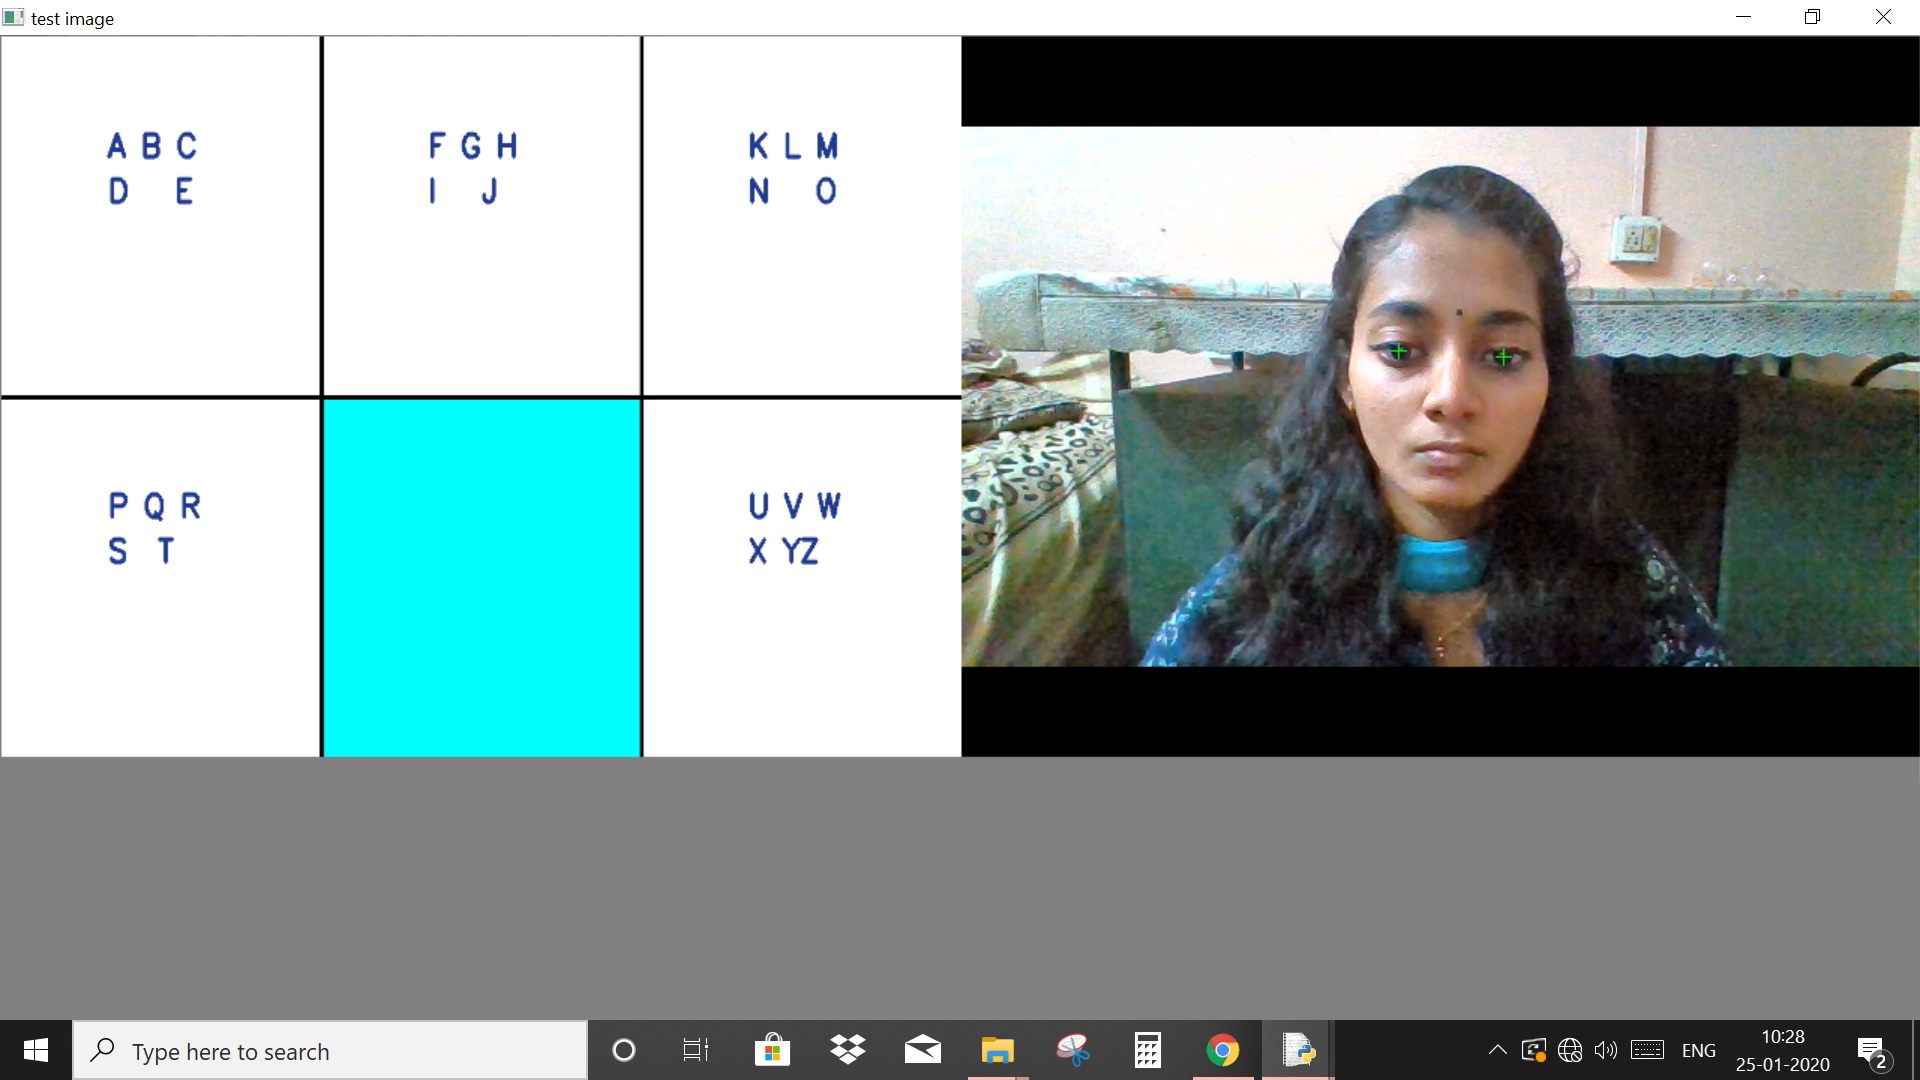 test image
A B C
D E
F G H
I J
K L M
N O
P Q R
S T
U V W
X YZ
Type here to search
ENG
10:28
25-01-2020
2